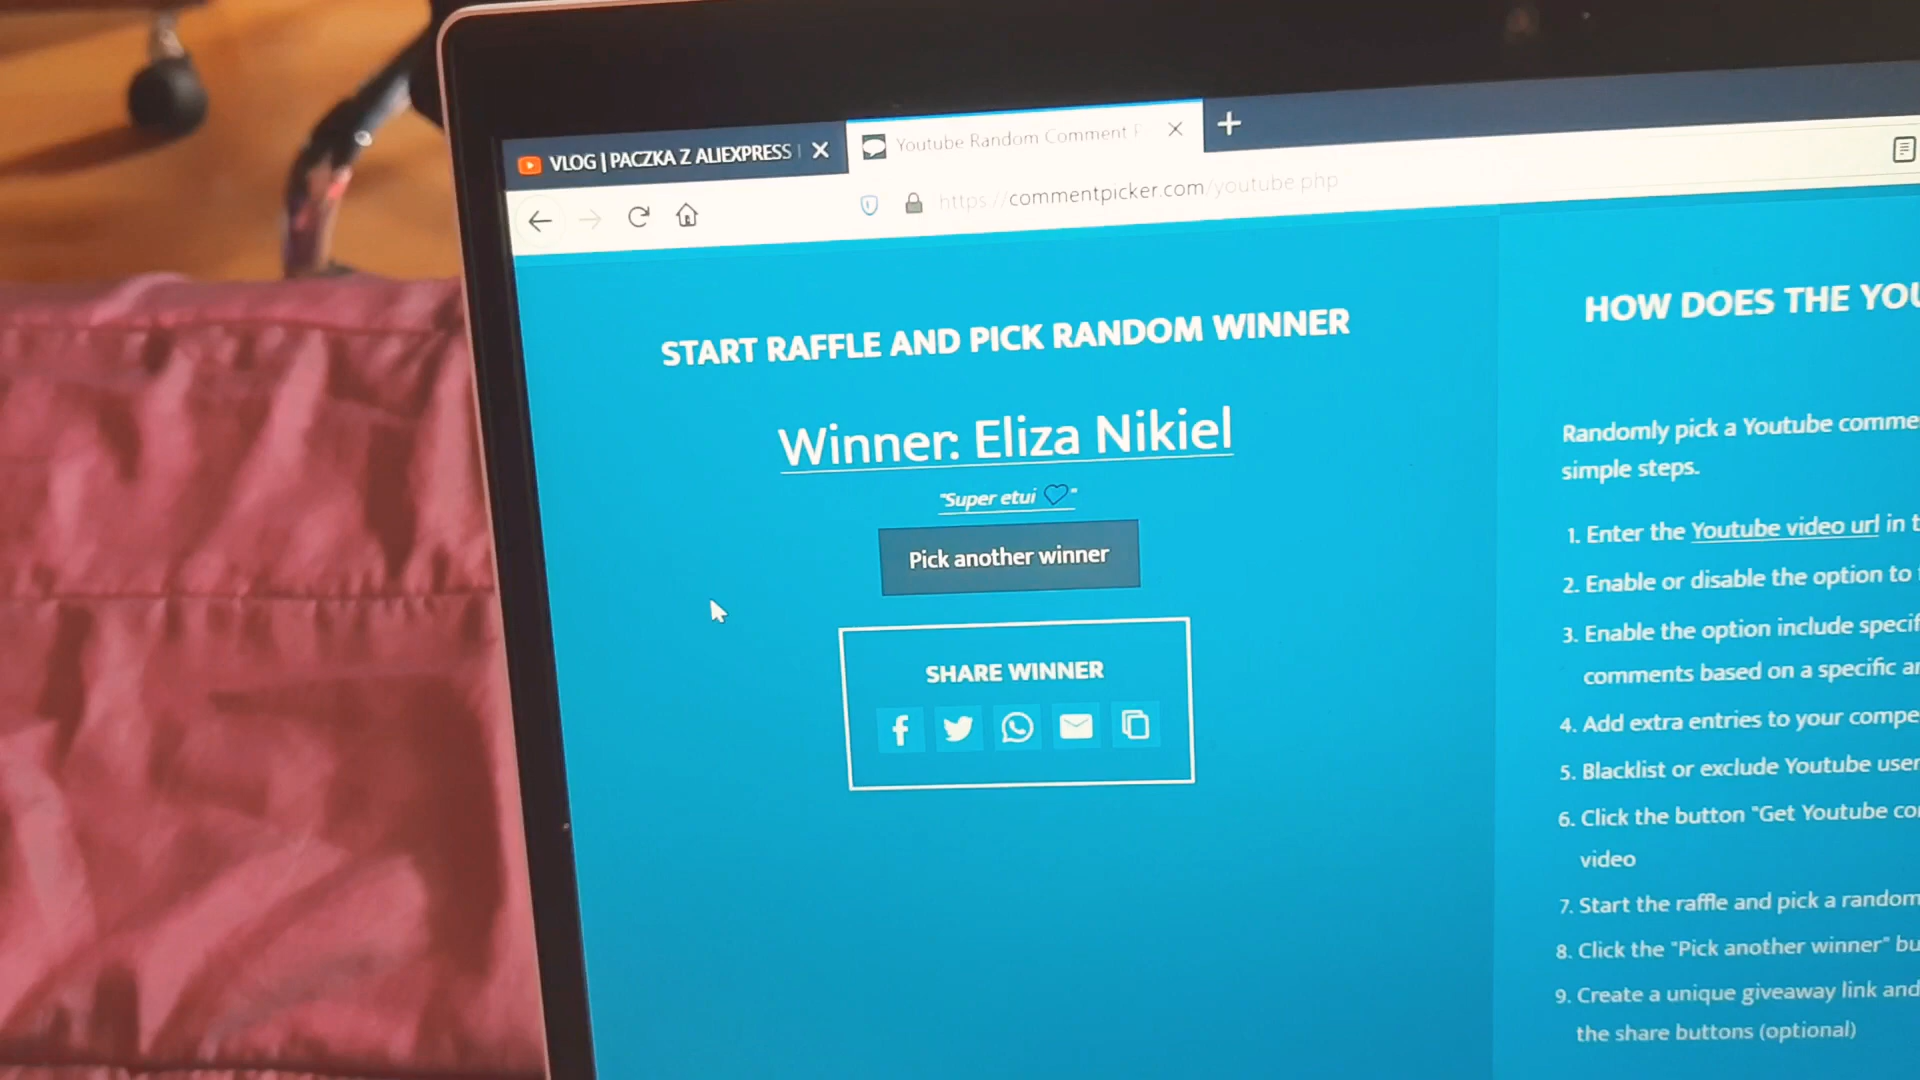 VLOG | PACZKA Z ALIEXPRESS |
Youtube Random Comment P
https://commentpicker.com/youtube.php
START RAFFLE AND PICK RANDOM WINNER
Winner: Eliza Nikiel
"Super etui ♡"
Pick another winner
SHARE WINNER
HOW DOES THE YOU
Randomly pick a Youtube comme
simple steps.
1. Enter the Youtube video url in t
2. Enable or disable the option to
3. Enable the option include specif
comments based on a specific
4. Add extra entries to your compe
5. Blacklist or exclude Youtube user
6. Click the button "Get Youtube co
video
7. Start the raffle and pick a random
8. Click the "Pick another winner" bu
9. Create a unique giveaway link and
the share buttons (optional)